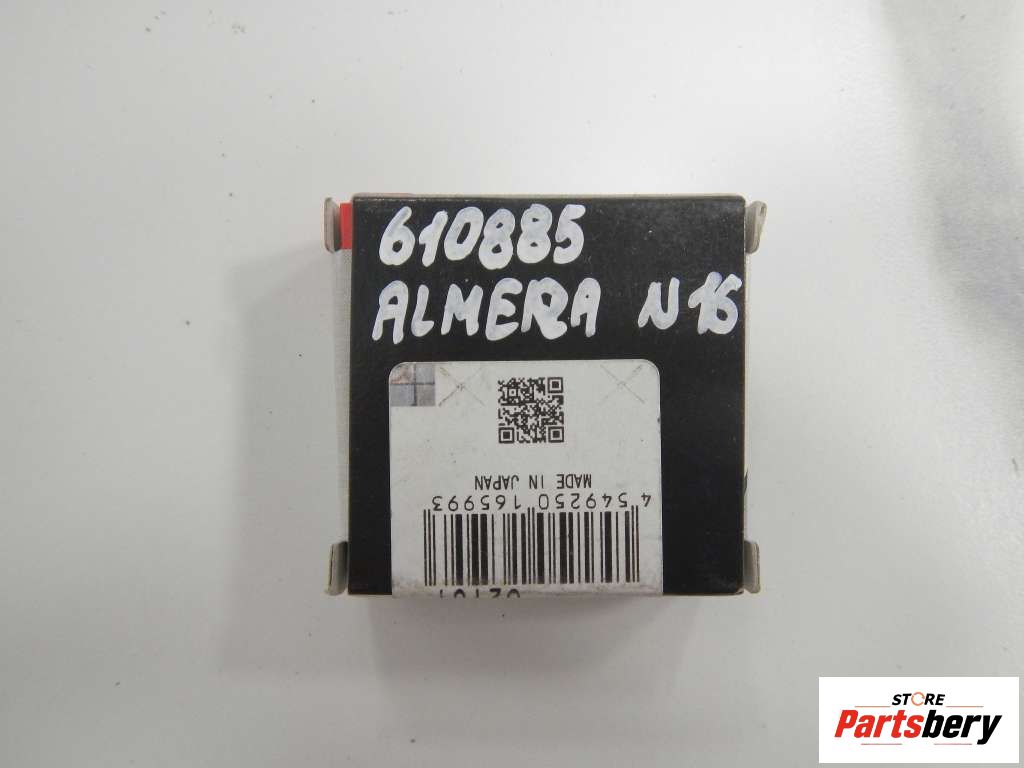 610885
ALMERA N16
MADE IN JAPAN
4 549250 165993
STORE
Partsbery